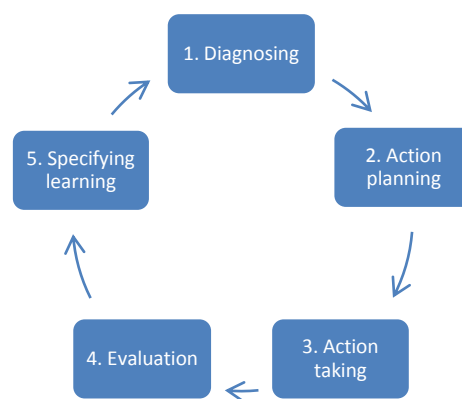 1. Diagnosing
2. Action
planning
3. Action
taking
4. Evaluation
5. Specifying
learning